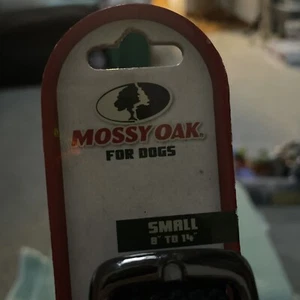 MOSSY OAK
FOR DOGS
SMALL
8" TO 14"